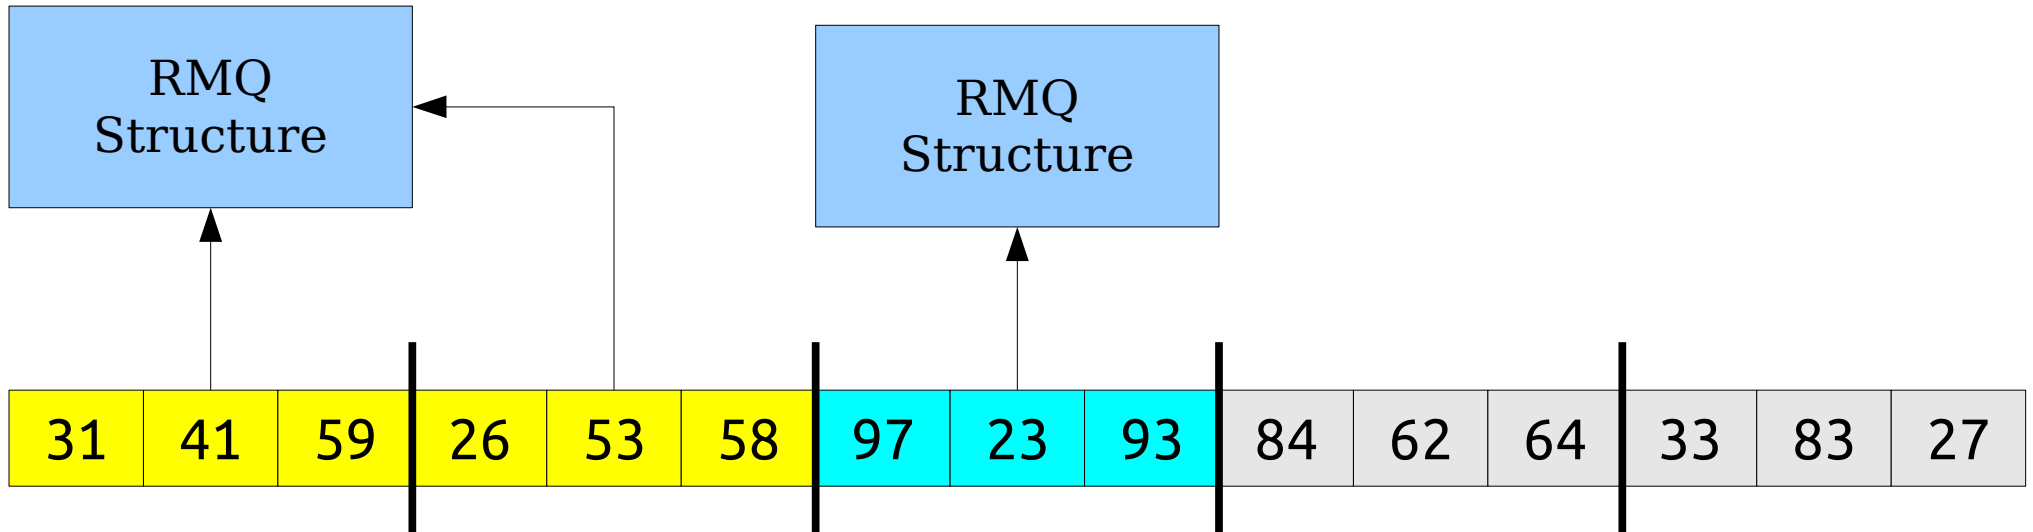 RMQ
Structure
RMQ
Structure
31 41 59 26 53 58 97 23 93 84 62 64 33 83 27